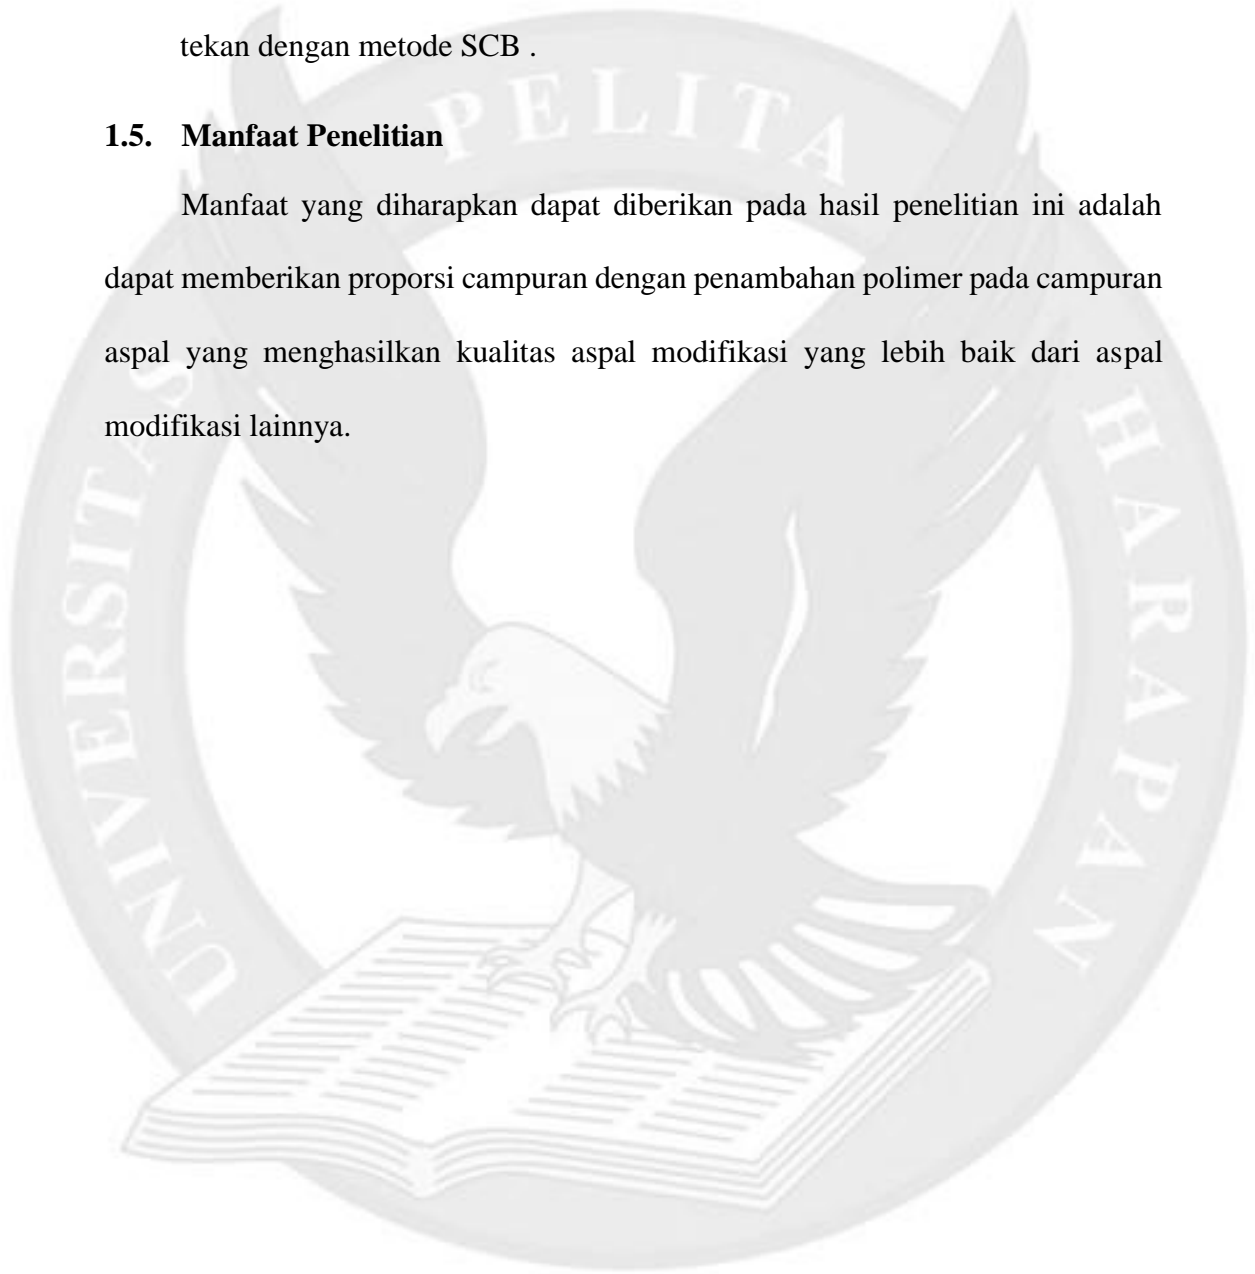 tekan dengan metode SCB .
1.5. Manfaat Penelitian
Manfaat yang diharapkan dapat diberikan pada hasil penelitian ini adalah
dapat memberikan proporsi campuran dengan penambahan polimer pada campuran
aspal yang menghasilkan kualitas aspal modifikasi yang lebih baik dari aspal
modifikasi lainnya.
UNIVERSITAS
PELITA
HARAPAN